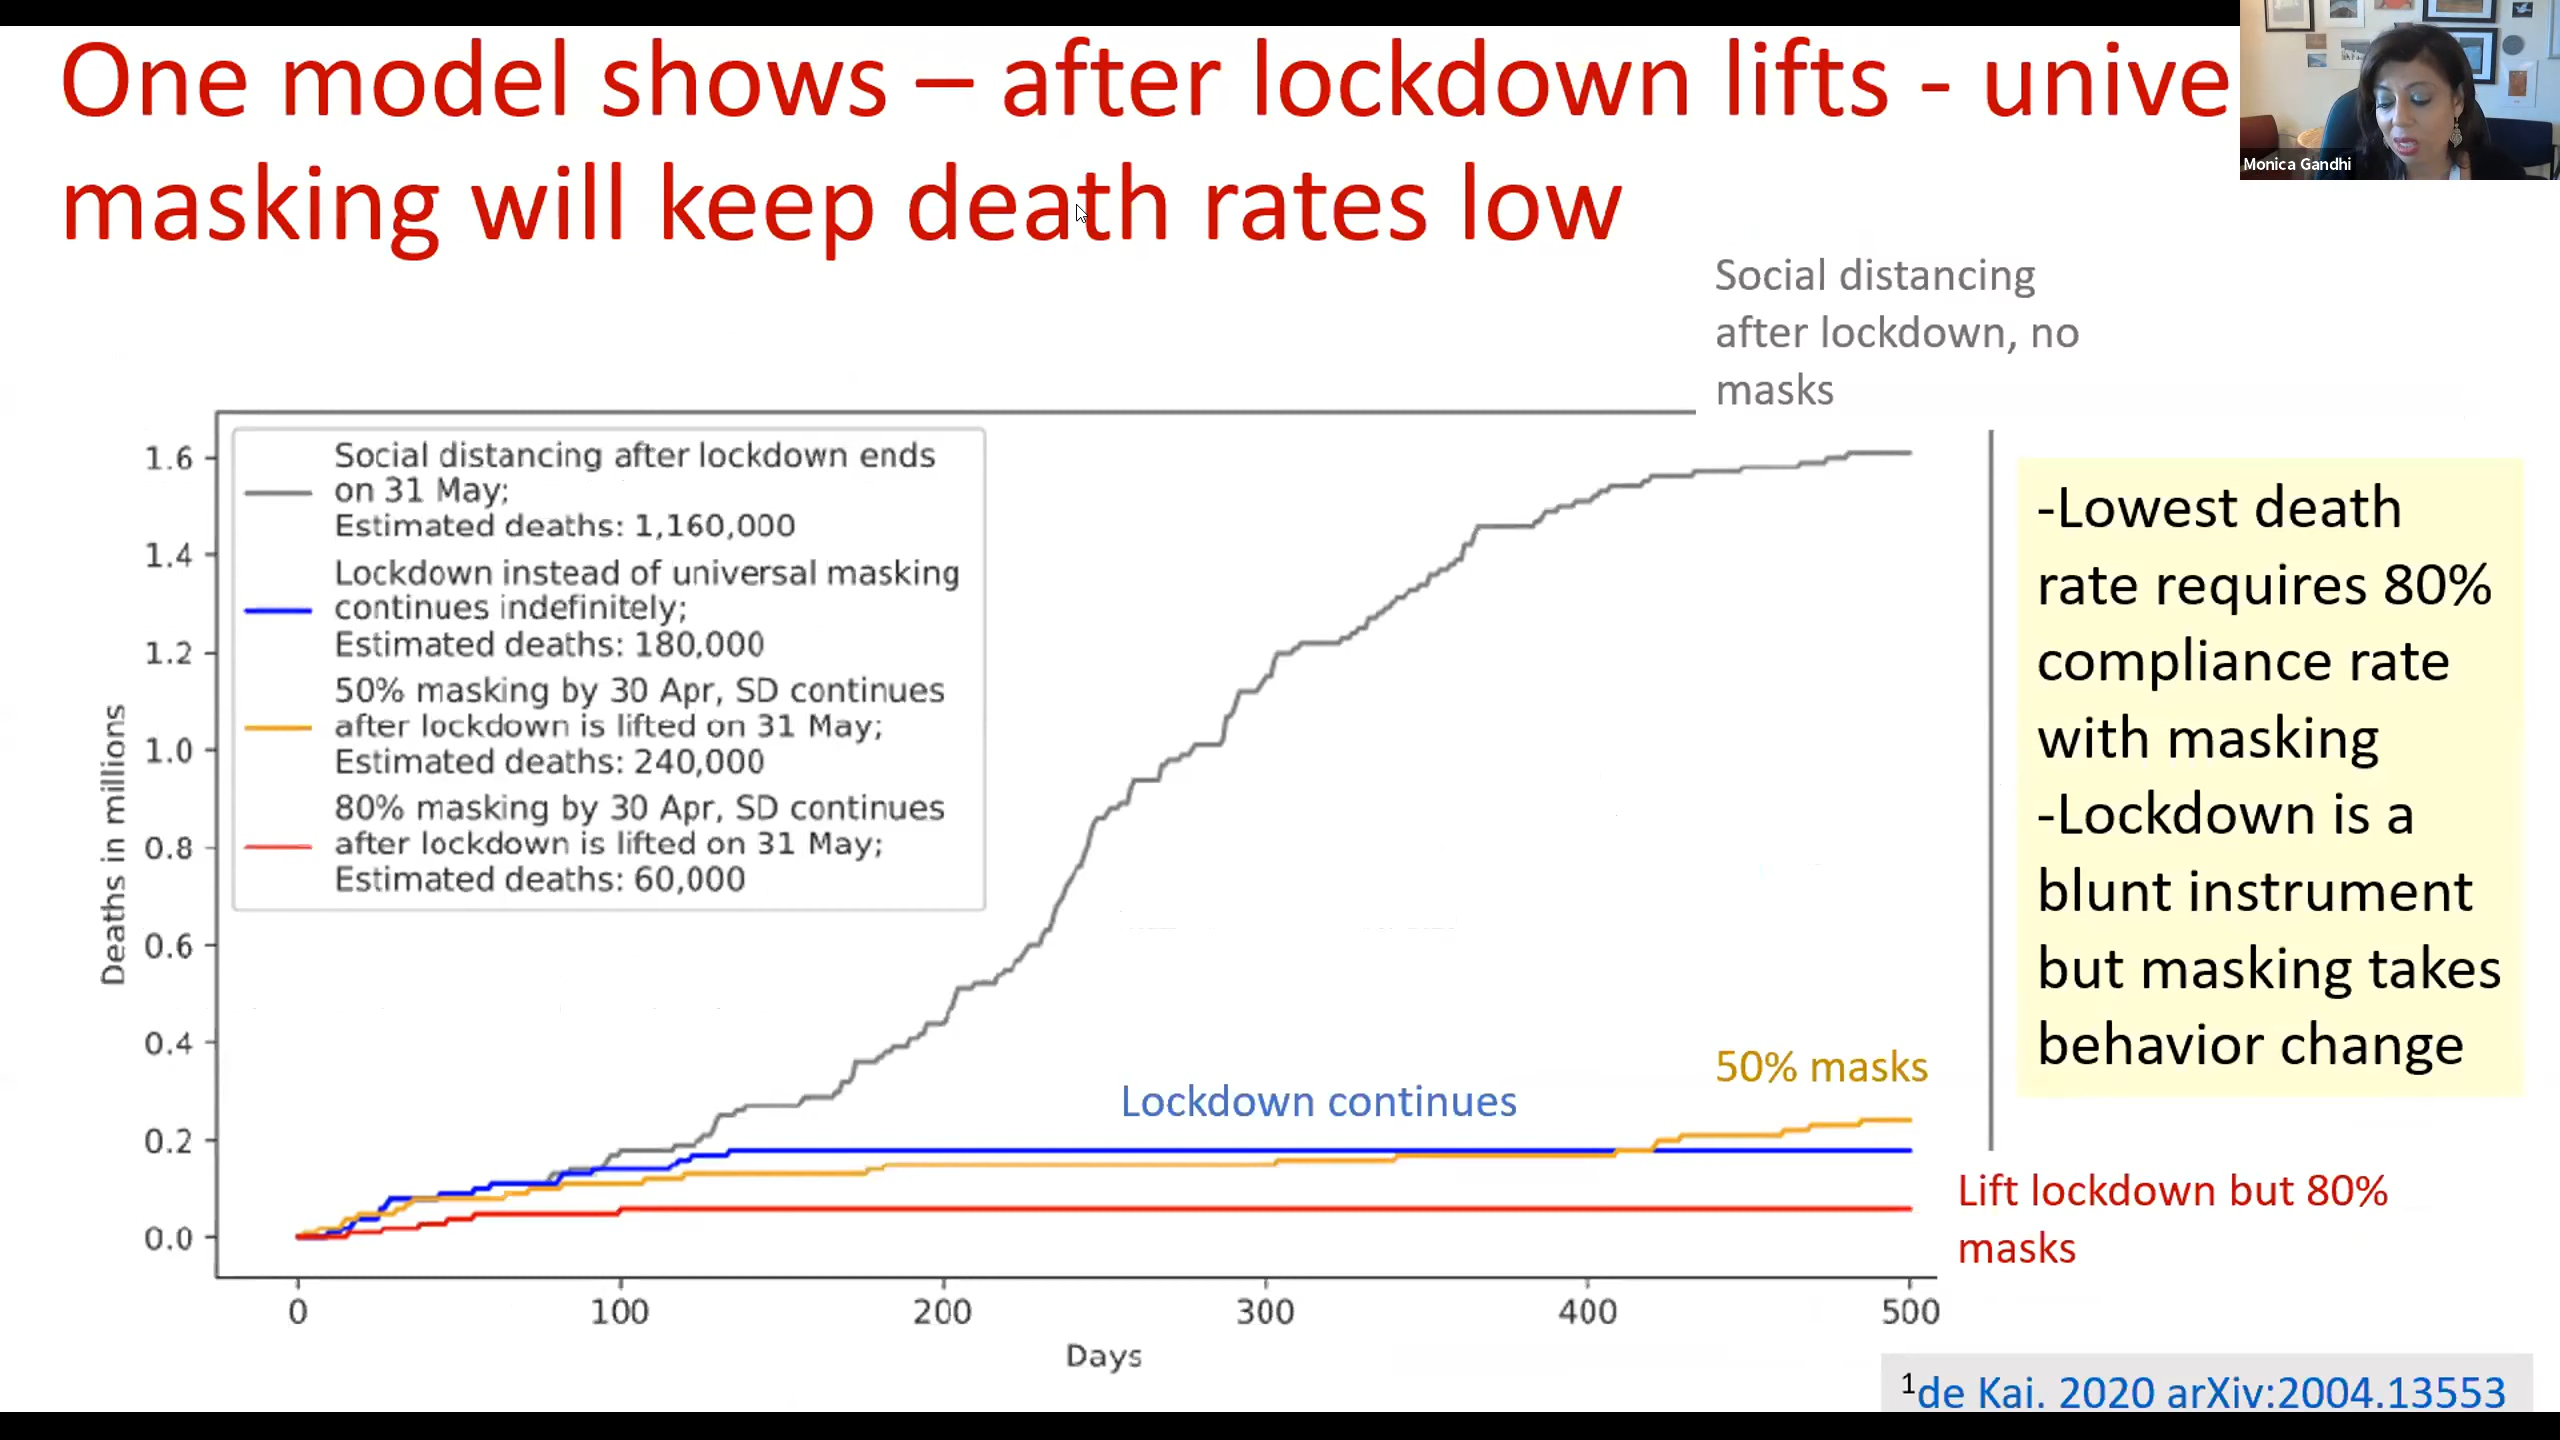 One model shows – after lockdown lifts - unive
masking will keep death rates low
Monica Gandhi
Social distancing
after lockdown, no
masks
Social distancing after lockdown ends
on 31 May;
Estimated deaths: 1,160,000
Lockdown instead of universal masking
continues indefinitely;
Estimated deaths: 180,000
50% masking by 30 Apr, SD continues
after lockdown is lifted on 31 May;
Estimated deaths: 240,000
80% masking by 30 Apr, SD continues
after lockdown is lifted on 31 May;
Estimated deaths: 60,000
Deaths in millions
1.6
1.4
1.2
1.0
0.8
0.6
0.4
0.2
0.0
Lockdown continues
50% masks
Lift lockdown but 80%
masks
0 100 200 300 400 500
Days
-Lowest death
rate requires 80%
compliance rate
with masking
-Lockdown is a
blunt instrument
but masking takes
behavior change
¹de Kai. 2020 arXiv:2004.13553